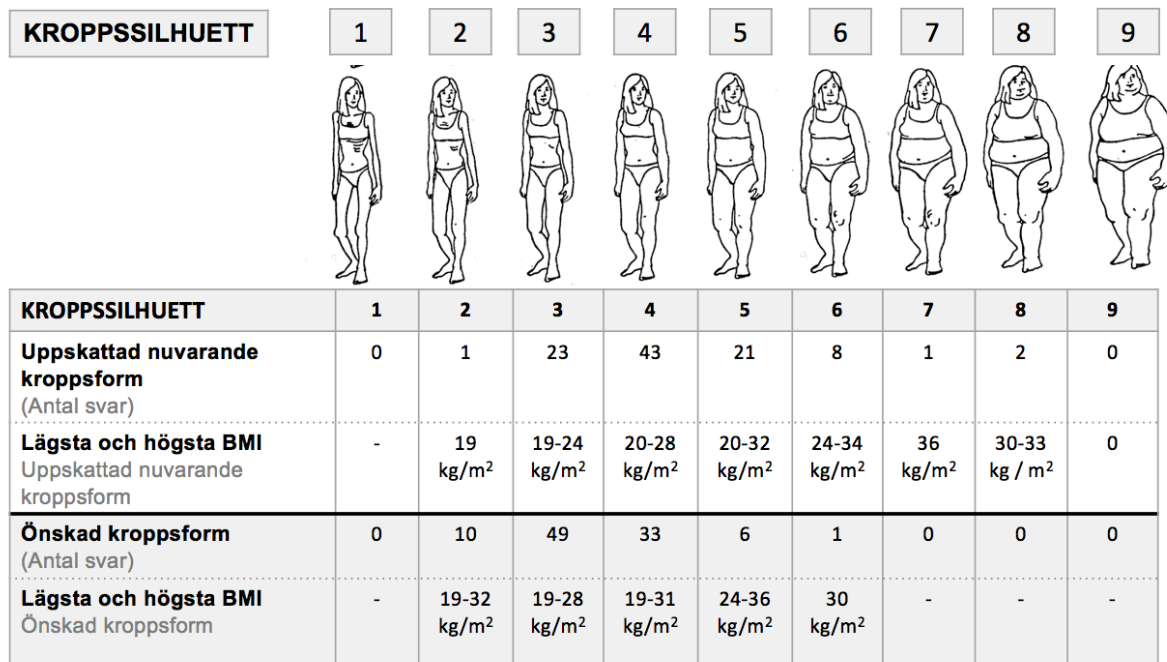 KROPPSSILHUETT 1 2 3 4 5 6 7 8 9
KROPPSSILHUETT 1 2 3 4 5 6 7 8 9
Uppskattad nuvarande 0 1 23 43 21 8 1 2 0
kroppsform
(Antal svar)
Lägsta och högsta BMI - 19 19-24 20-28 20-32 24-34 36 30-33 0
Uppskattad nuvarande kg/m² kg/m² kg/m² kg/m² kg/m² kg/m² kg / m²
kroppsform
Önskad kroppsform 0 10 49 33 6 1 0 0 0
(Antal svar)
Lägsta och högsta BMI - 19-32 19-28 19-31 24-36 30 - - -
Önskad kroppsform kg/m² kg/m² kg/m² kg/m² kg/m²